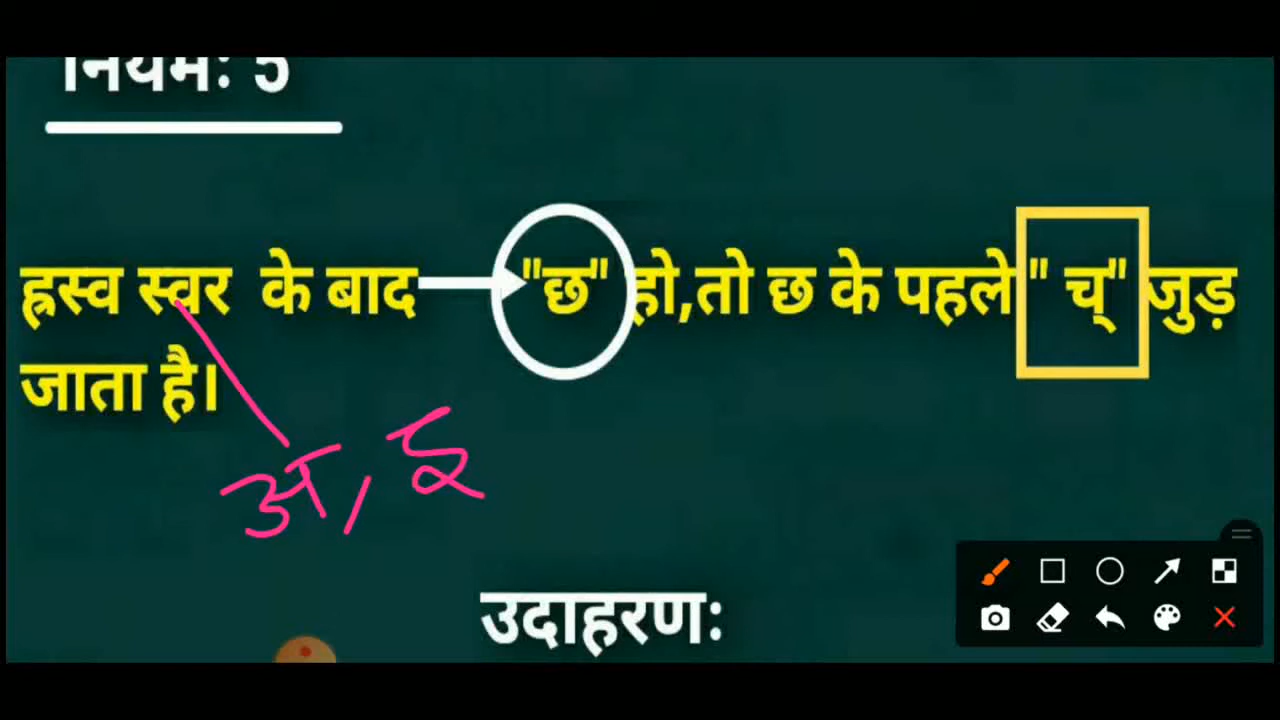 नियमः 5
ह्रस्व स्वर के बाद "छ" हो,तो छ के पहले " च्" जुड़
जाता है।
अ, इ
उदाहरणः